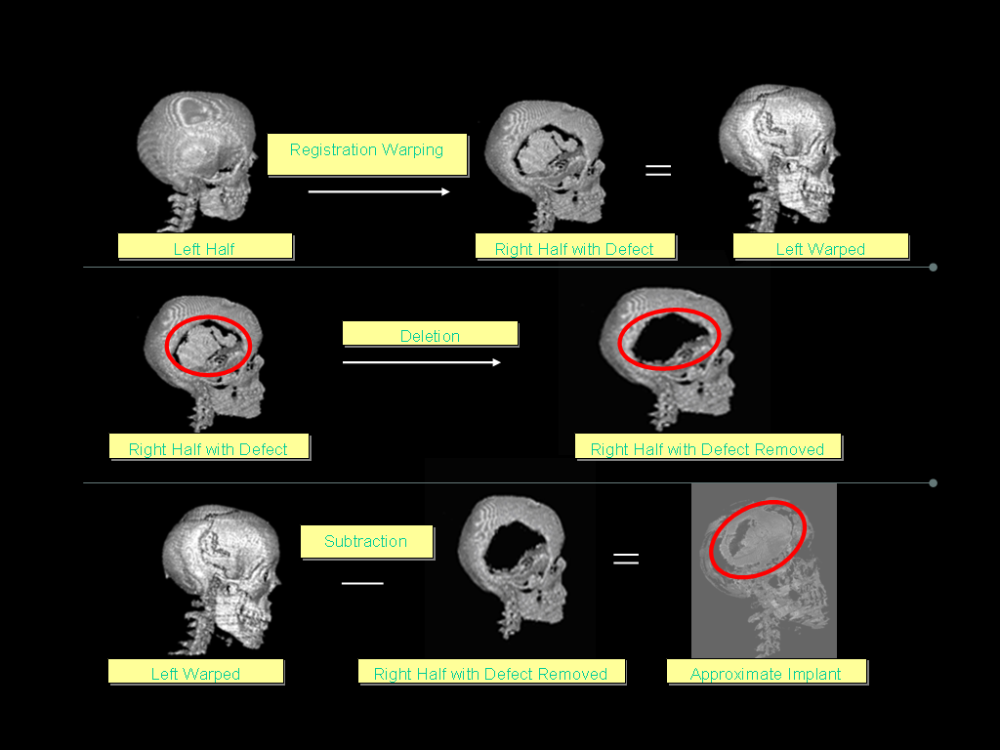 Registration Warping
Left Half
Right Half with Defect
Left Warped
Deletion
Right Half with Defect
Right Half with Defect Removed
Subtraction
Left Warped
Right Half with Defect Removed
Approximate Implant